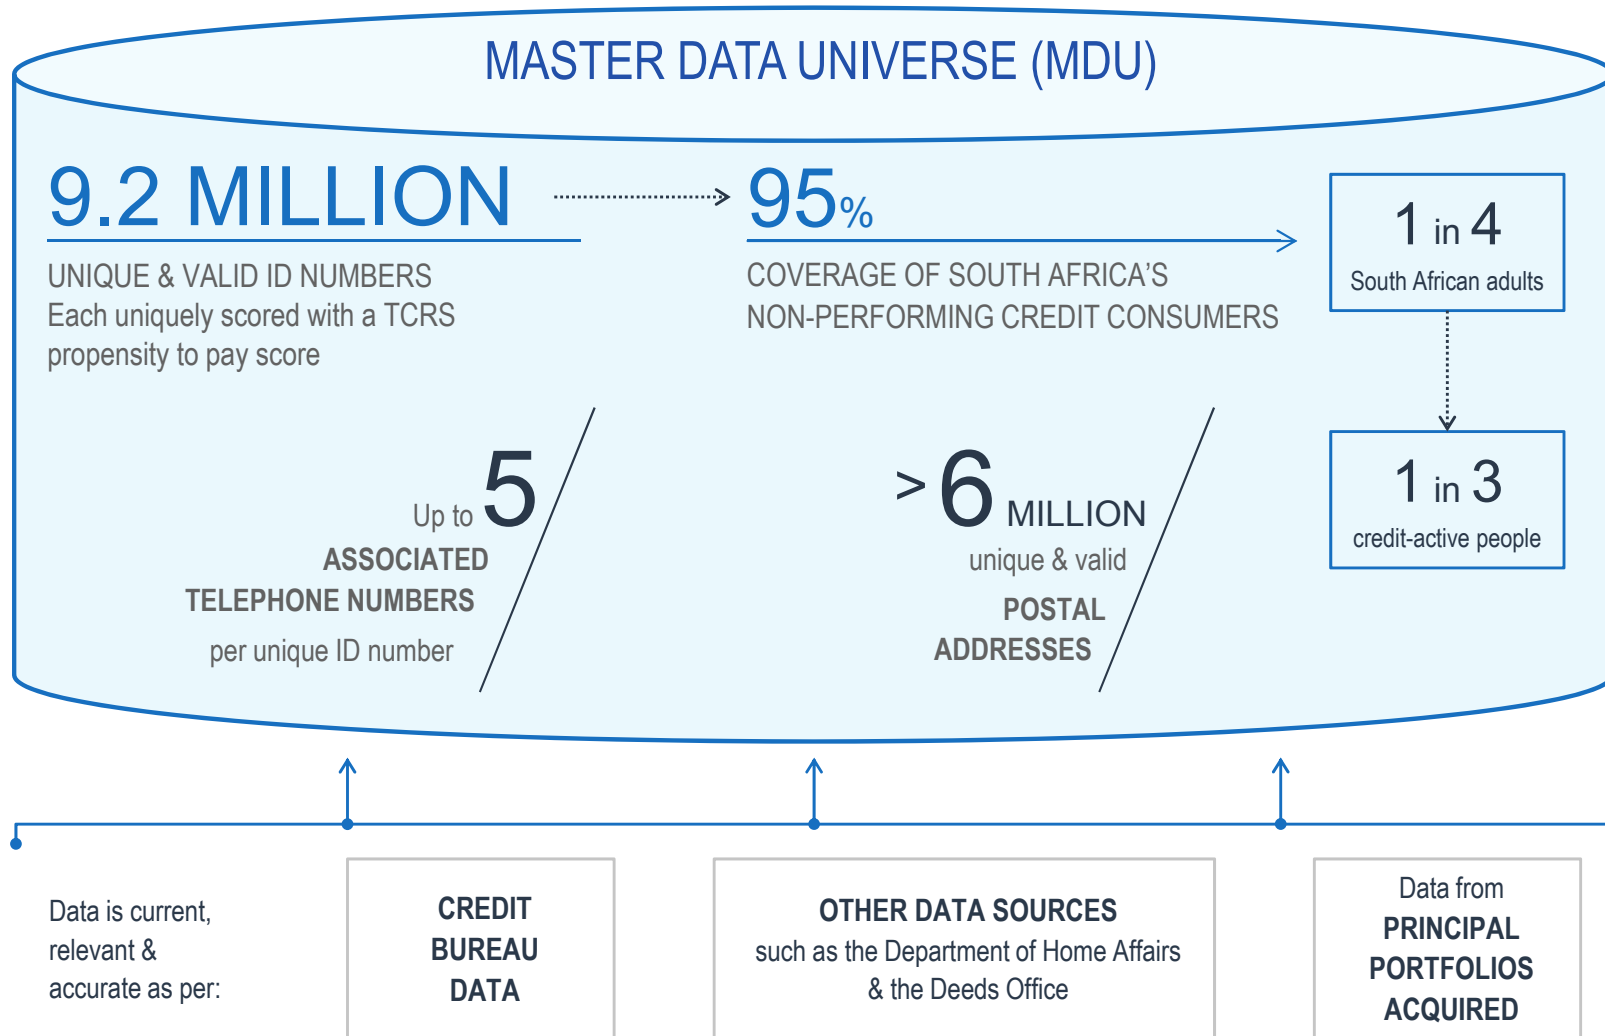 MASTER DATA UNIVERSE (MDU)
9.2 MILLION
UNIQUE & VALID ID NUMBERS
Each uniquely scored with a TCRS
propensity to pay score
95%
COVERAGE OF SOUTH AFRICA’S
NON-PERFORMING CREDIT CONSUMERS
1 in 4
South African adults
1 in 3
credit-active people
Up to 5
ASSOCIATED
TELEPHONE NUMBERS
per unique ID number
> 6 MILLION
unique & valid
POSTAL
ADDRESSES
Data is current,
relevant &
accurate as per:
CREDIT
BUREAU
DATA
OTHER DATA SOURCES
such as the Department of Home Affairs
& the Deeds Office
Data from
PRINCIPAL
PORTFOLIOS
ACQUIRED